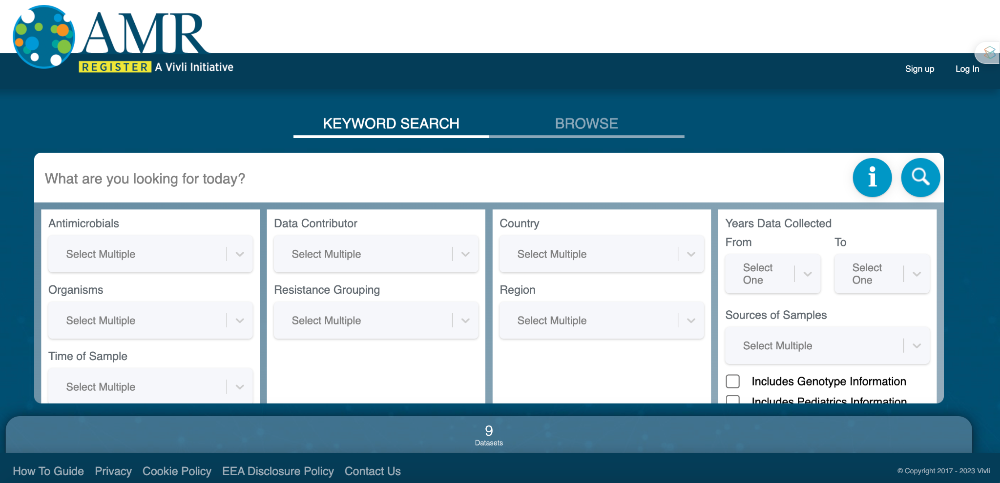 AMR
REGISTER A Vivli Initiative
Sign up Log In
KEYWORD SEARCH BROWSE
What are you looking for today?
Antimicrobials
Select Multiple
Organisms
Select Multiple
Time of Sample
Select Multiple
Data Contributor
Select Multiple
Resistance Grouping
Select Multiple
Country
Select Multiple
Region
Select Multiple
Years Data Collected
From To
Select One Select One
Sources of Samples
Select Multiple
Includes Genotype Information
Includes Pediatrics Information
9
Datasets
How To Guide Privacy Cookie Policy EEA Disclosure Policy Contact Us
© Copyright 2017 - 2023 Vivli